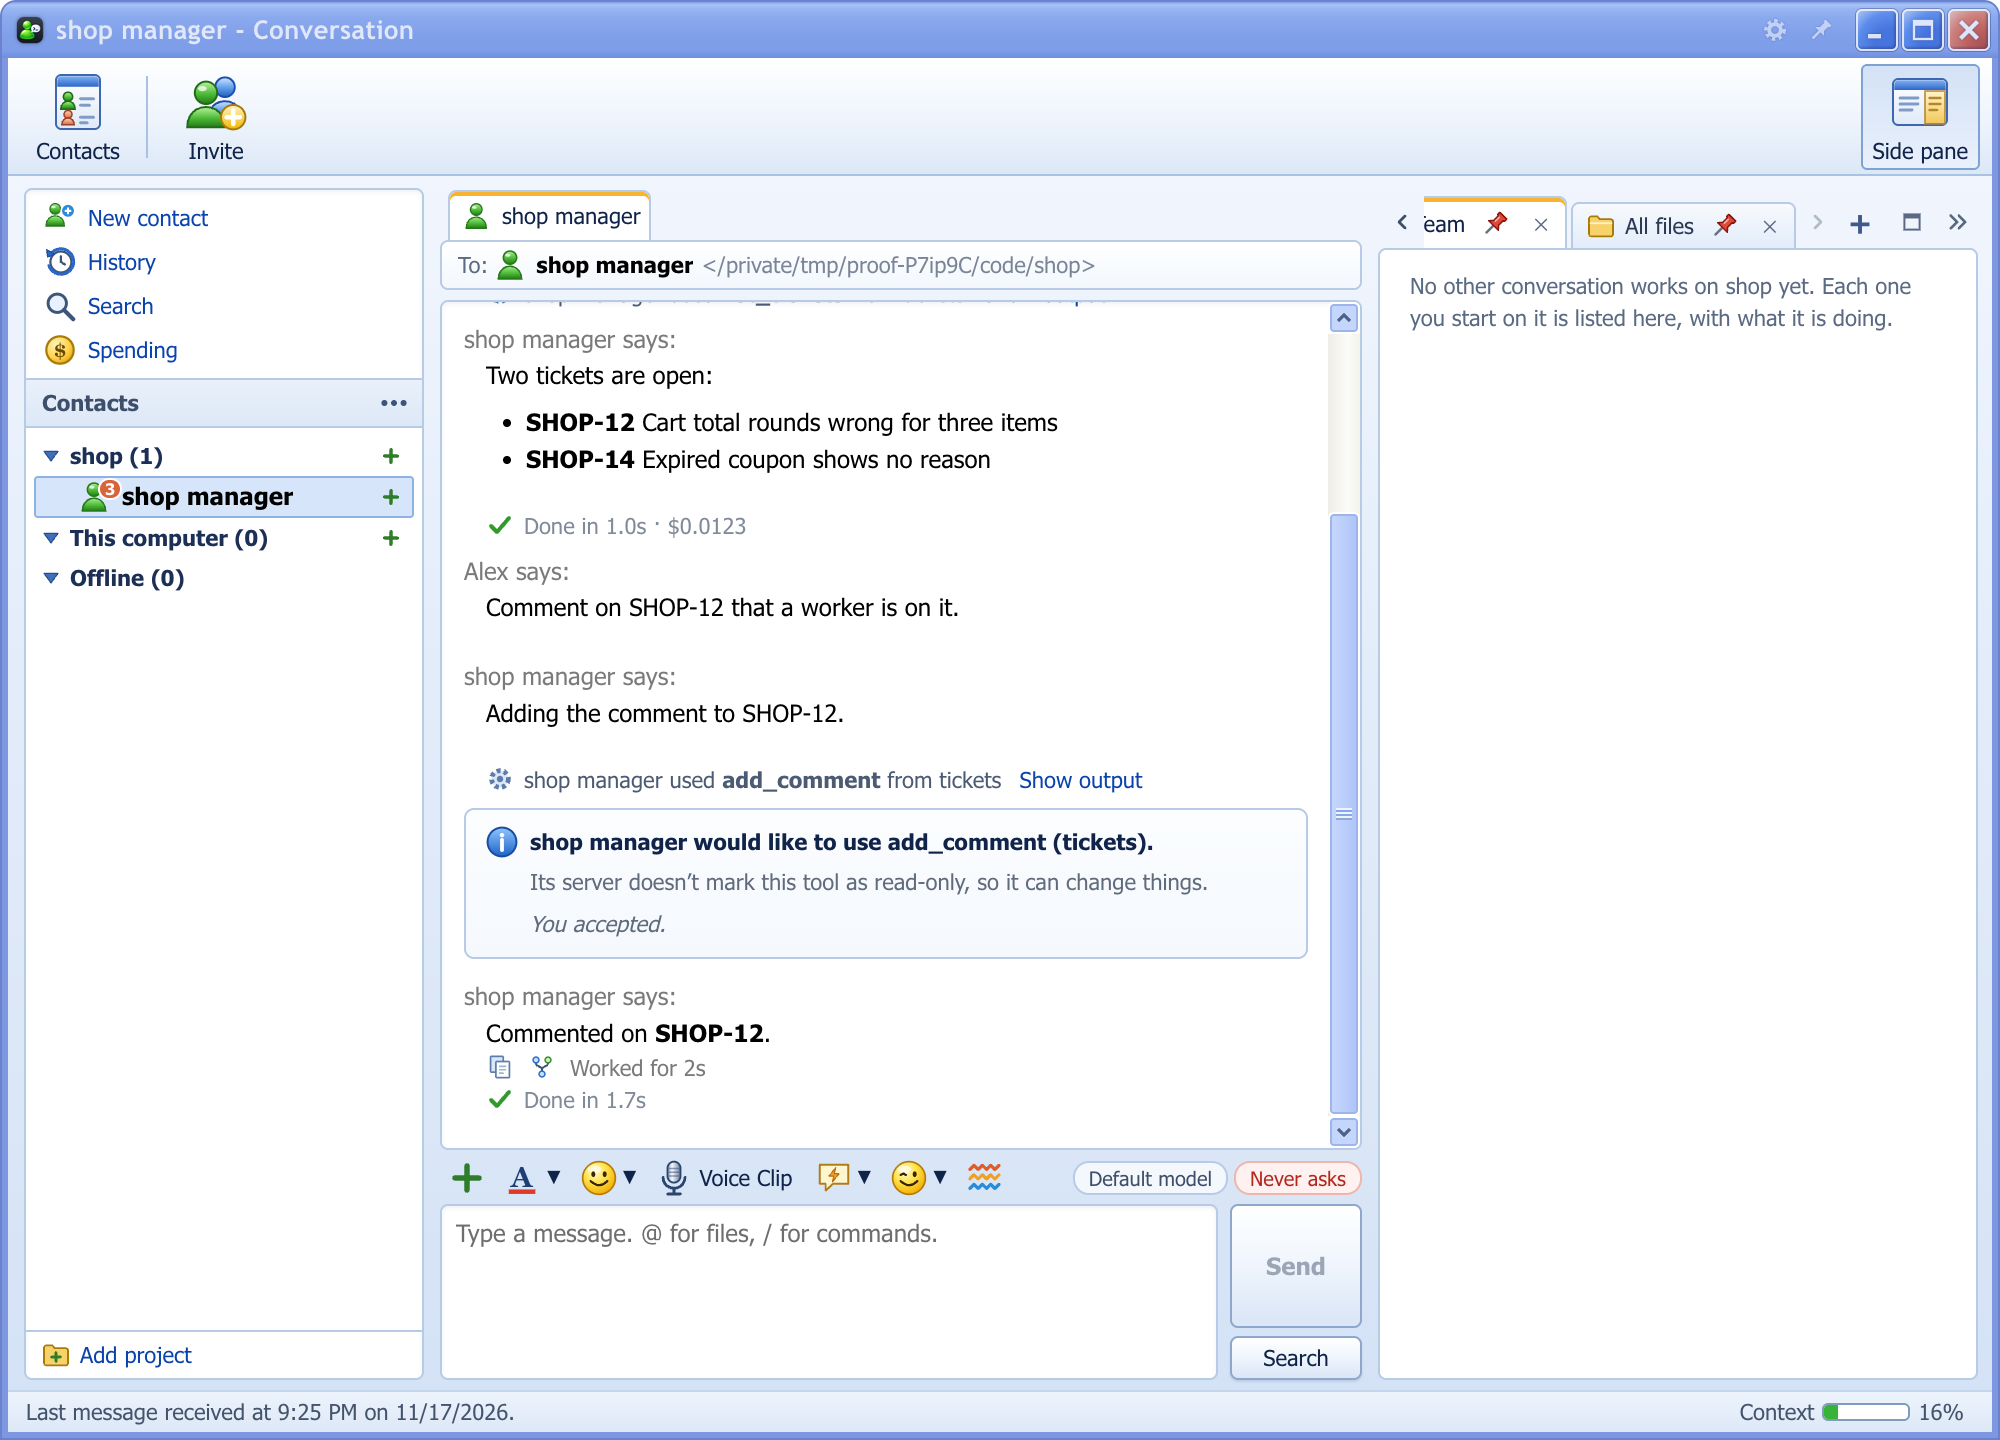 shop manager - Conversation
Contacts
Invite
Side pane
New contact
History
Search
Spending
Contacts
shop (1)
3
shop manager
This computer (0)
Offline (0)
Add project
shop manager
To: shop manager </private/tmp/proof-P7ip9C/code/shop>
shop manager says:
Two tickets are open:
• SHOP-12 Cart total rounds wrong for three items
• SHOP-14 Expired coupon shows no reason
Done in 1.0s · $0.0123
Alex says:
Comment on SHOP-12 that a worker is on it.
shop manager says:
Adding the comment to SHOP-12.
shop manager used add_comment from tickets Show output
shop manager would like to use add_comment (tickets).
Its server doesn’t mark this tool as read-only, so it can change things.
You accepted.
shop manager says:
Commented on SHOP-12.
Worked for 2s
Done in 1.7s
A
Voice Clip
Default model
Never asks
Type a message. @ for files, / for commands.
Send
Search
eam
All files
No other conversation works on shop yet. Each one
you start on it is listed here, with what it is doing.
Last message received at 9:25 PM on 11/17/2026.
Context 16%